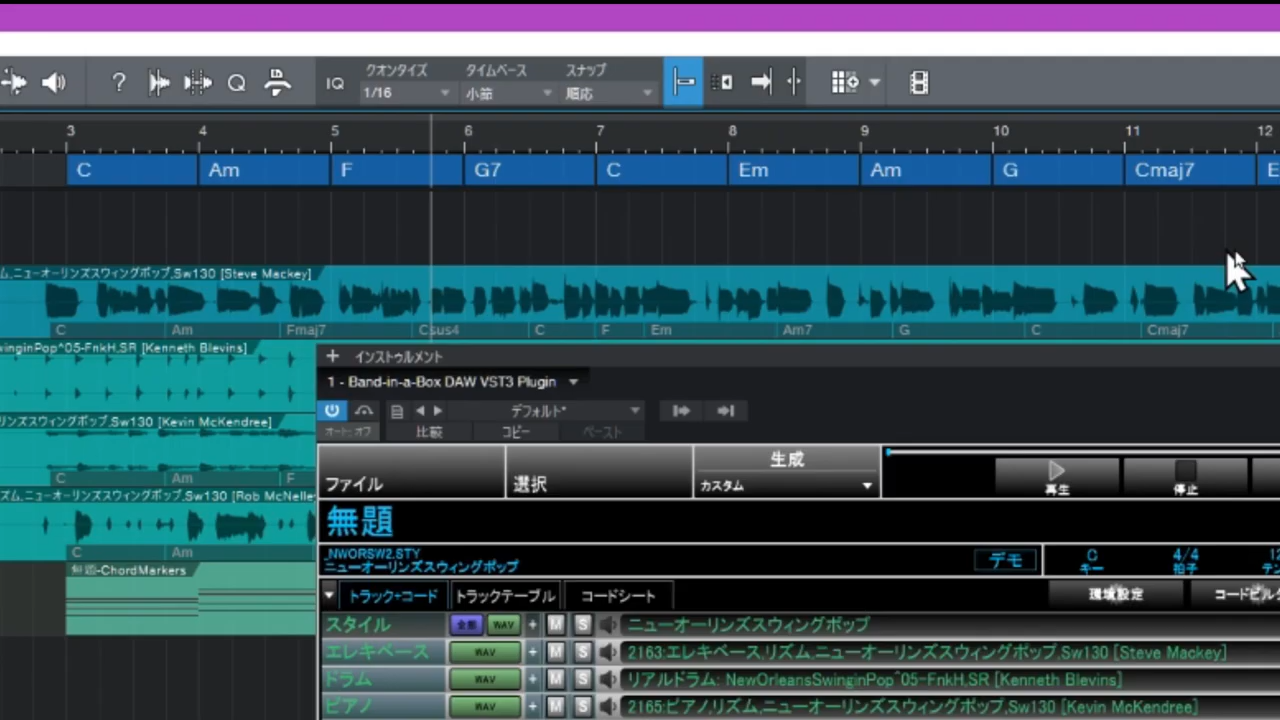 ? Q IQ クオンタイズ タイムベース スナップ
1/16 小節 順応
3 4 5 6 7 8 9 10 11 12
C Am F G7 C Em Am G Cmaj7 E
ム,ニューオーリンズスウィングポップ,Sw130 [Steve Mackey]
C Am Fmaj7 Csus4 C F Em Am7 G C Cmaj7
winginPop^05-FnkH,SR [Kenneth Blevins]
リンズスウィングポップ,Sw130 [Kevin McKendree]
C Am F
ズム,ニューオーリンズスウィングポップ,Sw130 [Rob McNelle
C Am
無題-ChordMarkers
+ インストゥルメント
1 - Band-in-a-Box DAW VST3 Plugin
デフォルト*
オート: オフ 比較 コピー ペースト
ファイル 選択 生成 カスタム 再生 停止
無題
_NWORSW2.STY
ニューオーリンズスウィングポップ
デモ C キー 4/4 拍子 12 テン
トラック+コード トラックテーブル コードシート 環境設定 コードビルダ
スタイル 全部 WAV + M S ニューオーリンズスウィングポップ
エレキベース WAV + M S 2163:エレキベース,リズム,ニューオーリンズスウィングポップ,Sw130 [Steve Mackey]
ドラム WAV + M S リアルドラム: NewOrleansSwinginPop^05-FnkH,SR [Kenneth Blevins]
ピアノ WAV + M S 2165:ピアノ,リズム,ニューオーリンズスウィングポップ,Sw130 [Kevin McKendree]